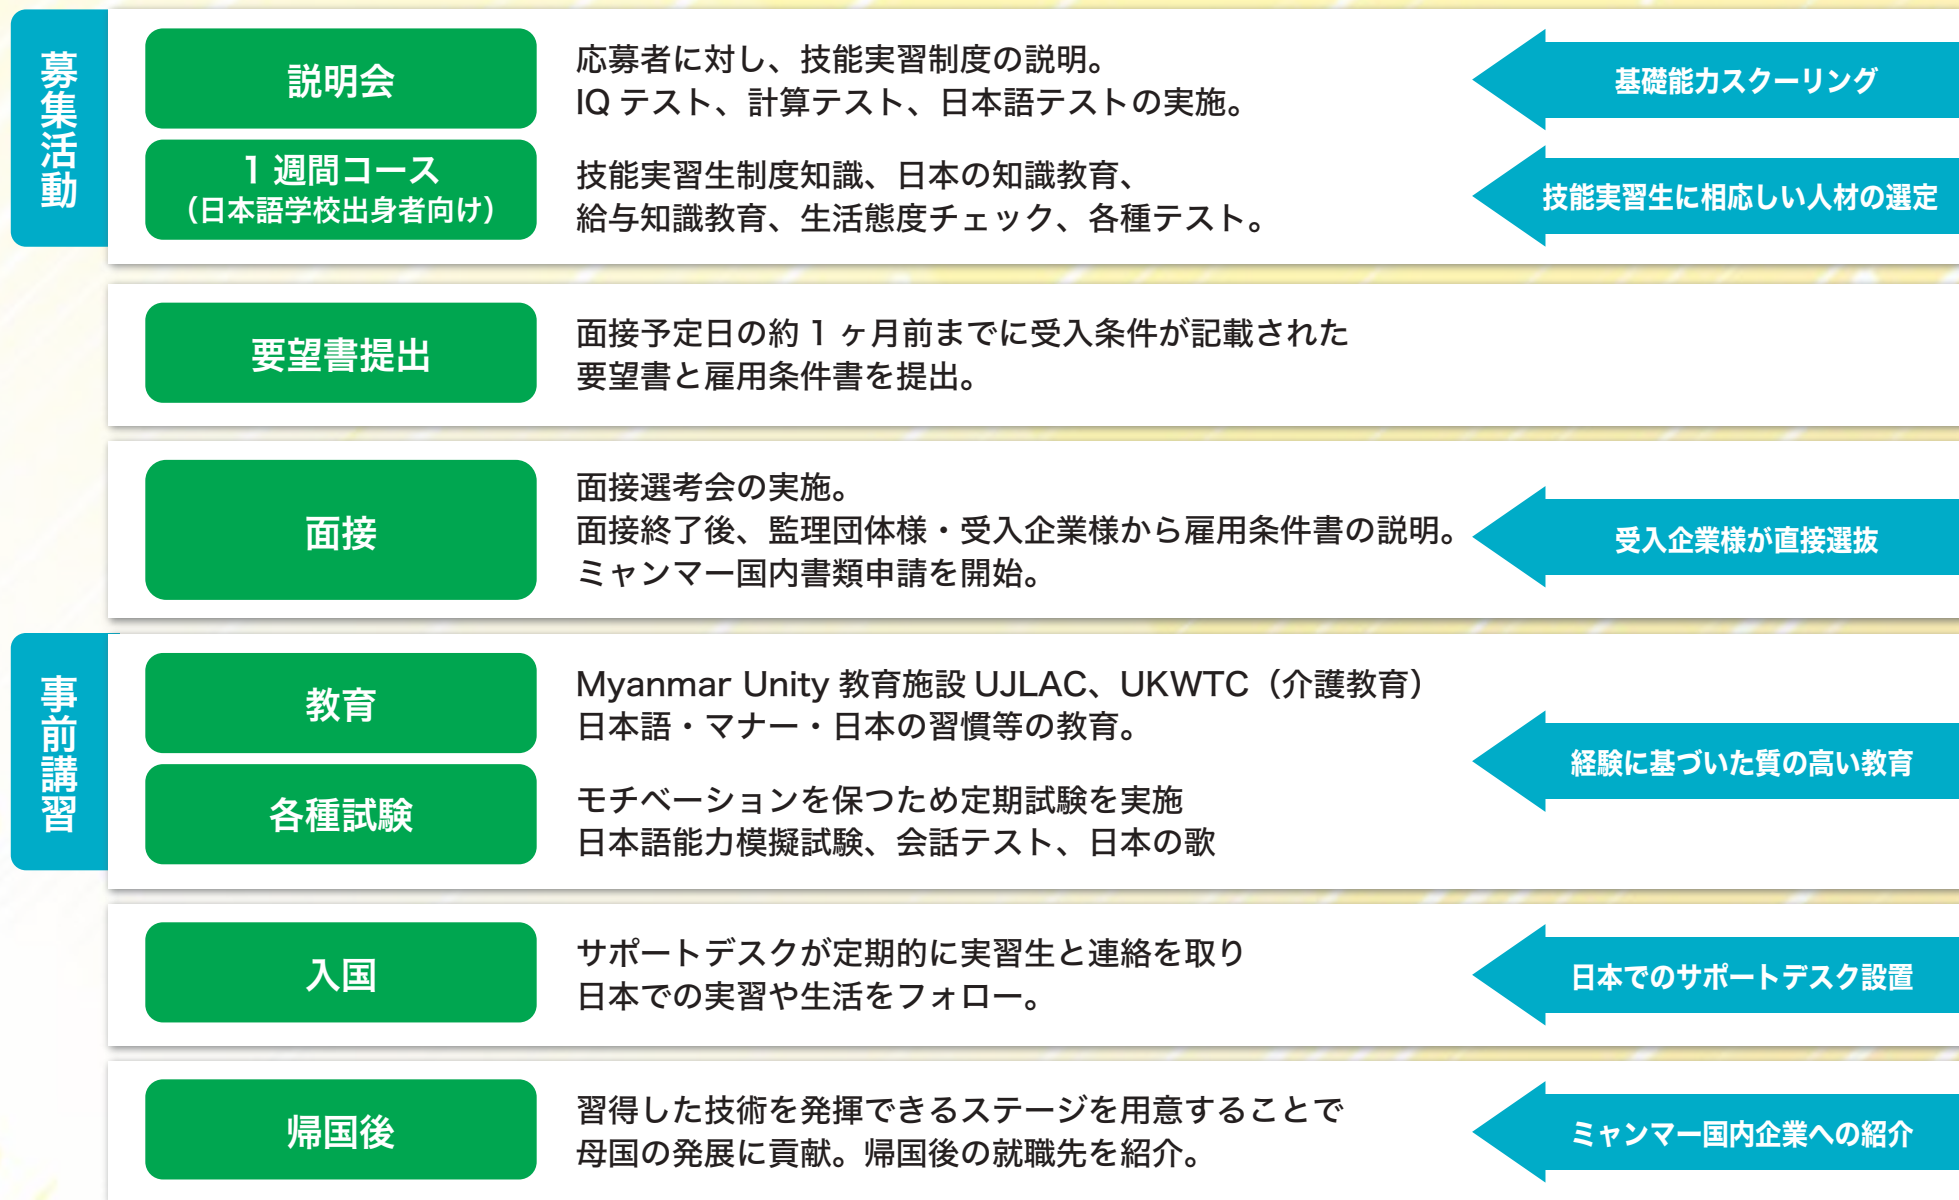 募集活動
説明会
応募者に対し、技能実習制度の説明。
IQ テスト、計算テスト、日本語テストの実施。
基礎能力スクーリング
1 週間コース
（日本語学校出身者向け）
技能実習生制度知識、日本の知識教育、
給与知識教育、生活態度チェック、各種テスト。
技能実習生に相応しい人材の選定
要望書提出
面接予定日の約 1 ヶ月前までに受入条件が記載された
要望書と雇用条件書を提出。
面接
面接選考会の実施。
面接終了後、監理団体様・受入企業様から雇用条件書の説明。
ミャンマー国内書類申請を開始。
受入企業様が直接選抜
事前講習
教育
Myanmar Unity 教育施設 UJLAC、UKWTC（介護教育）
日本語・マナー・日本の習慣等の教育。
経験に基づいた質の高い教育
各種試験
モチベーションを保つため定期試験を実施
日本語能力模擬試験、会話テスト、日本の歌
入国
サポートデスクが定期的に実習生と連絡を取り
日本での実習や生活をフォロー。
日本でのサポートデスク設置
帰国後
習得した技術を発揮できるステージを用意することで
母国の発展に貢献。帰国後の就職先を紹介。
ミャンマー国内企業への紹介